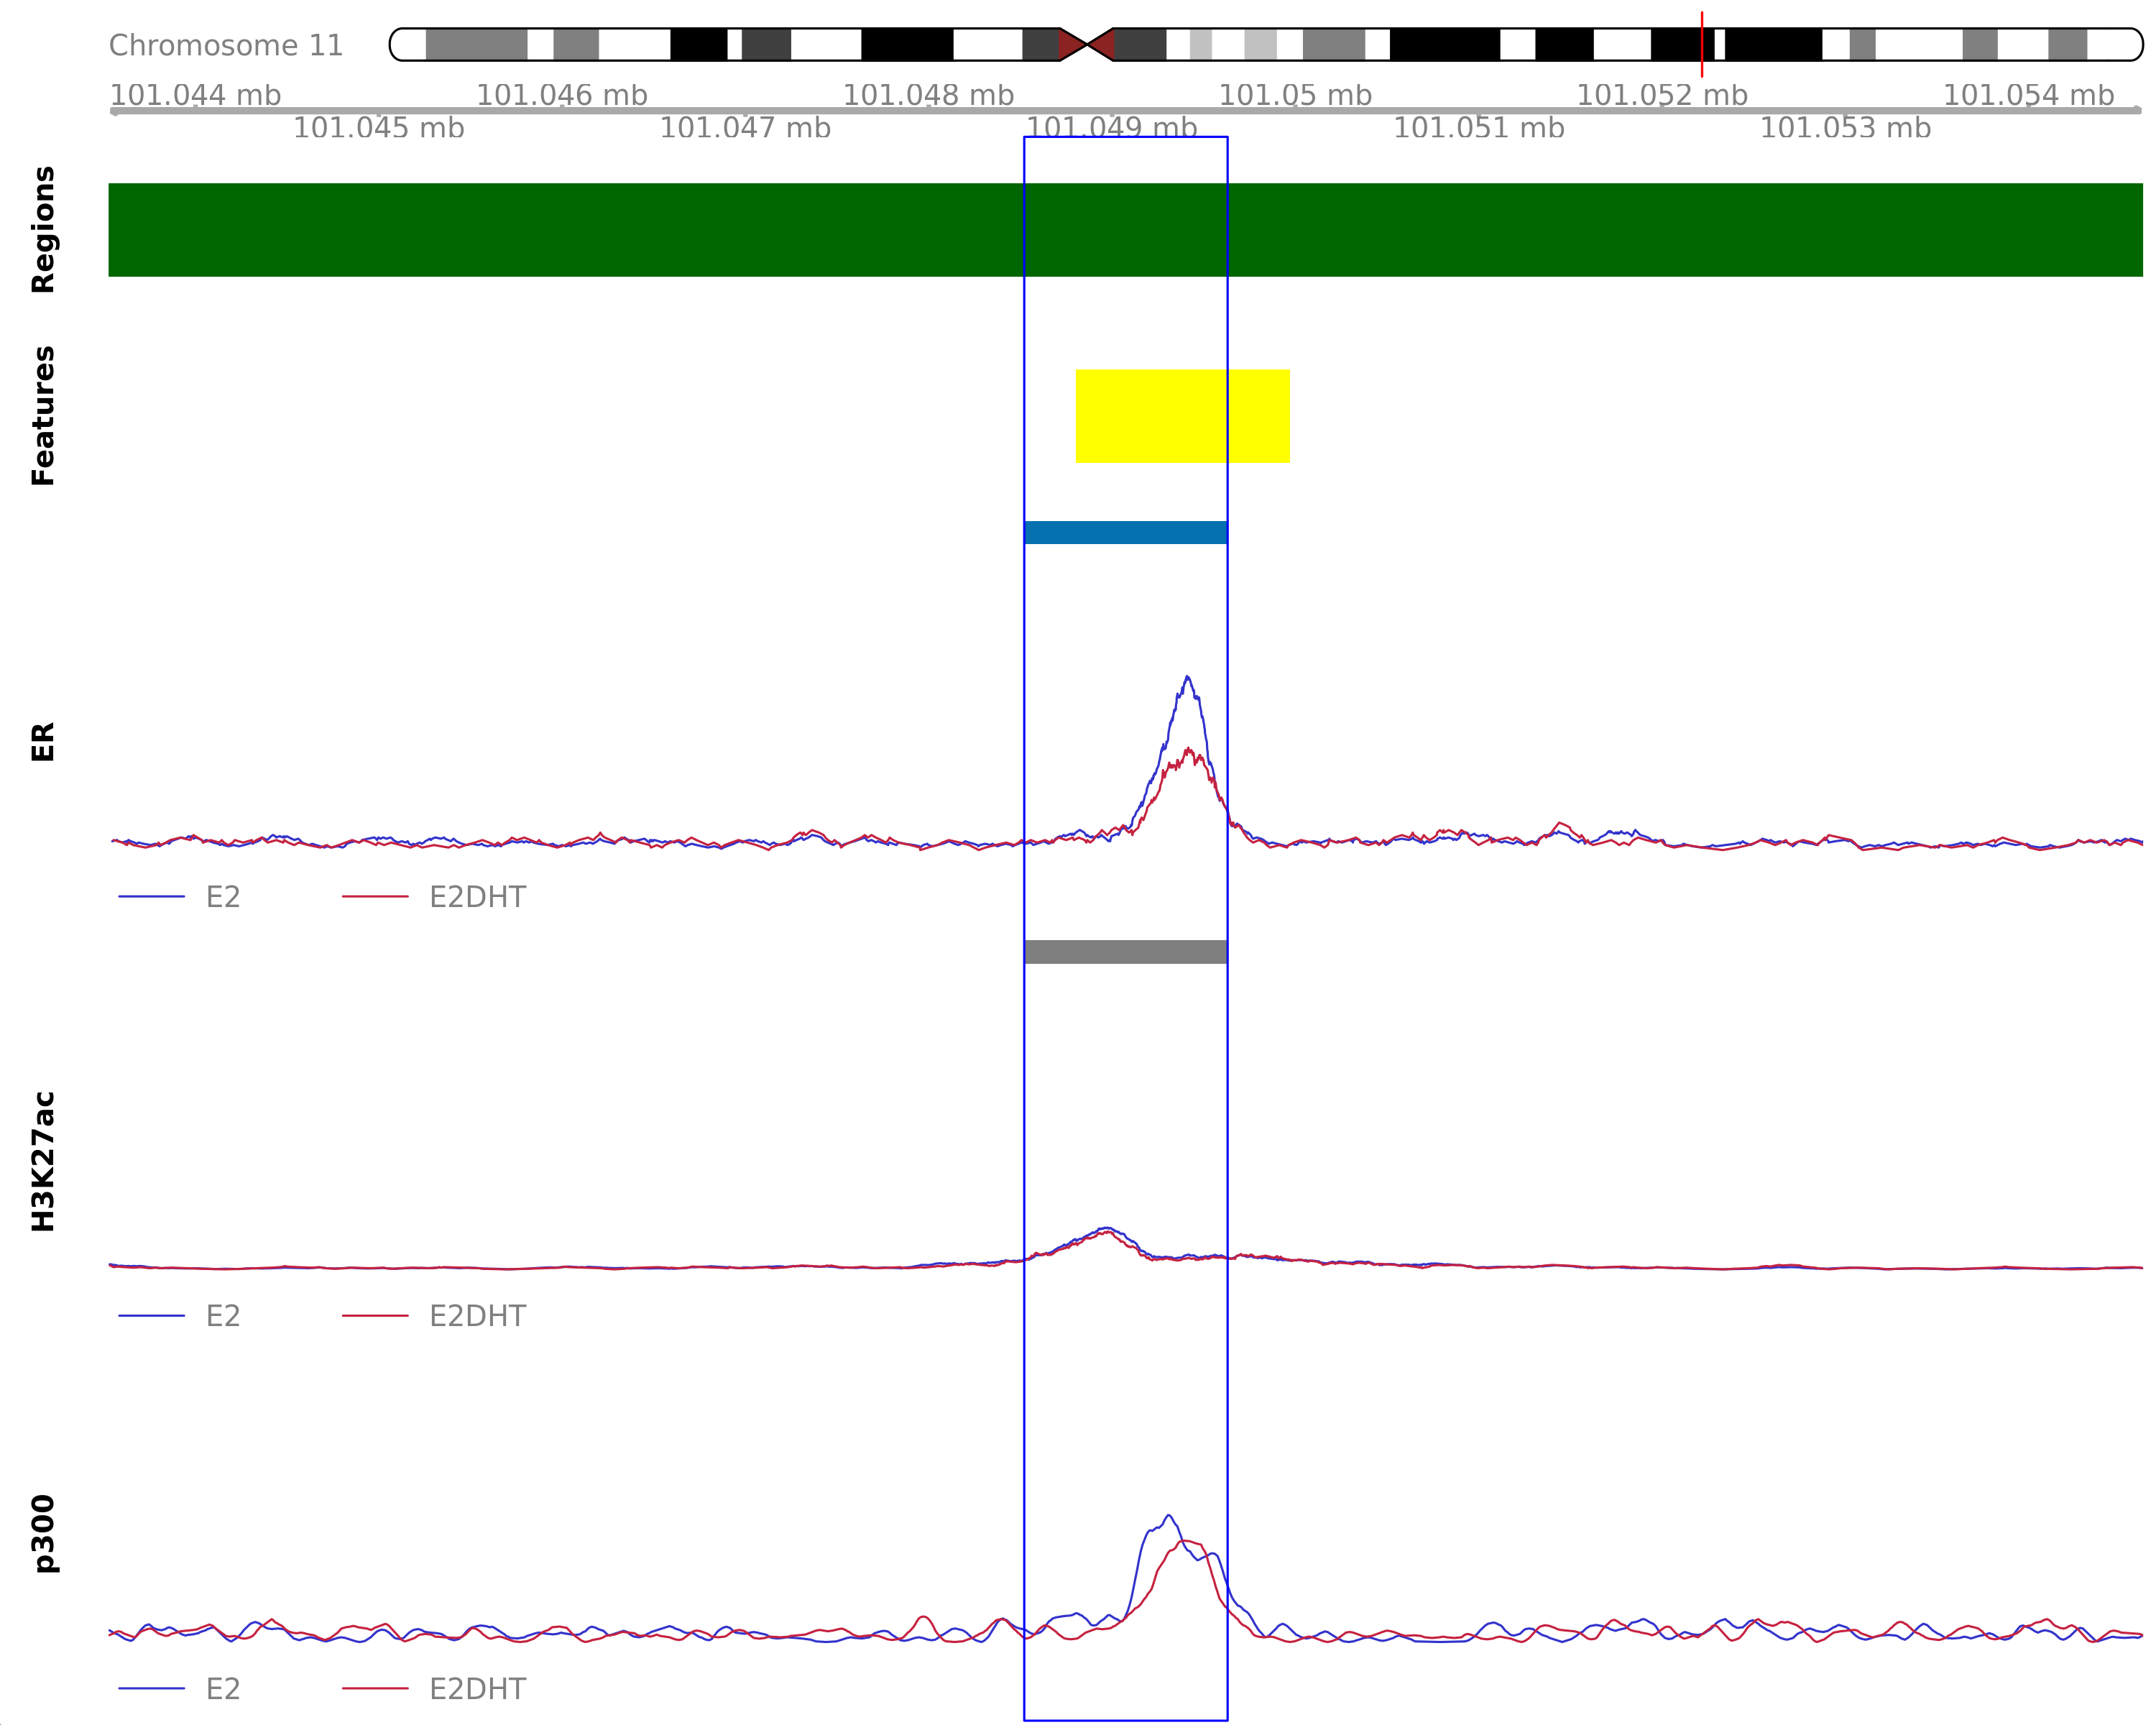 Chromosome 11
101.044 mb 101.046 mb 101.048 mb 101.05 mb 101.052 mb 101.054 mb
101.045 mb 101.047 mb 101.049 mb 101.051 mb 101.053 mb
Regions
Features
ER
E2 E2DHT
H3K27ac
E2 E2DHT
p300
E2 E2DHT